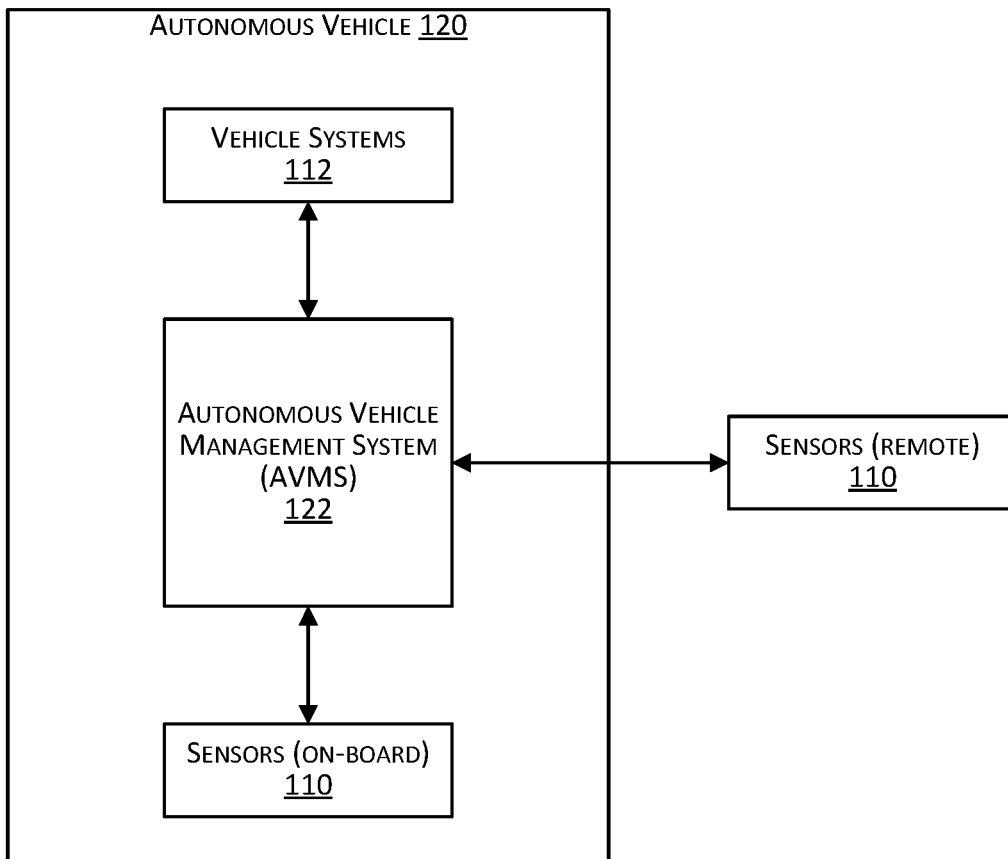 AUTONOMOUS VEHICLE 120
VEHICLE SYSTEMS
112
AUTONOMOUS VEHICLE
MANAGEMENT SYSTEM
(AVMS)
122
SENSORS (REMOTE)
110
SENSORS (ON-BOARD)
110